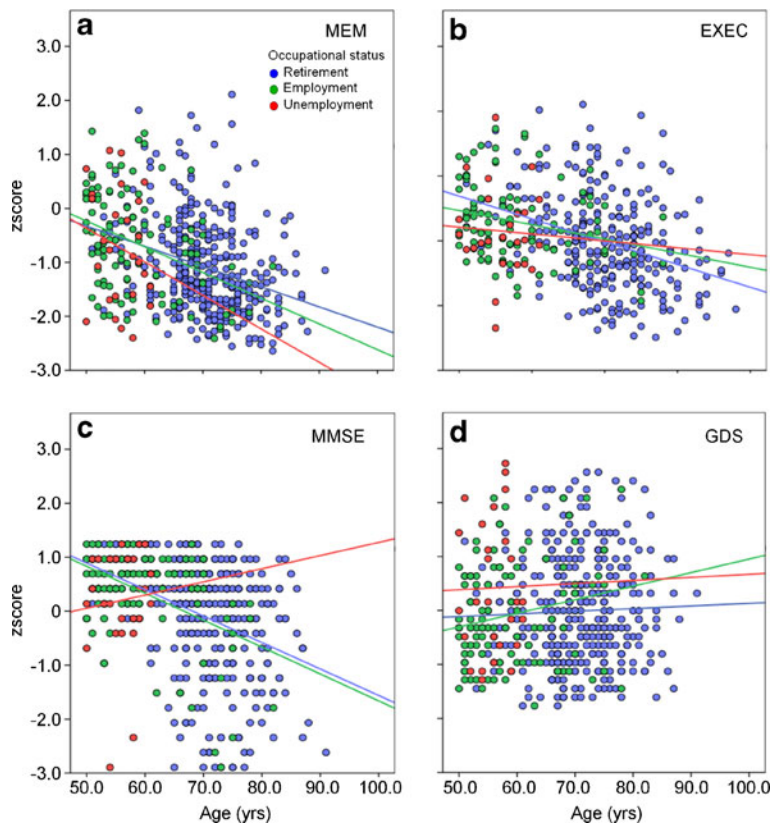 a
MEM
Occupational status
Retirement
Employment
Unemployment
b
EXEC
zscore
3.0
2.0
1.0
0
-1.0
-2.0
-3.0
c
MMSE
d
GDS
zscore
3.0
2.0
1.0
0
-1.0
-2.0
-3.0
50.0 60.0 70.0 80.0 90.0 100.0
Age (yrs)
50.0 60.0 70.0 80.0 90.0 100.0
Age (yrs)